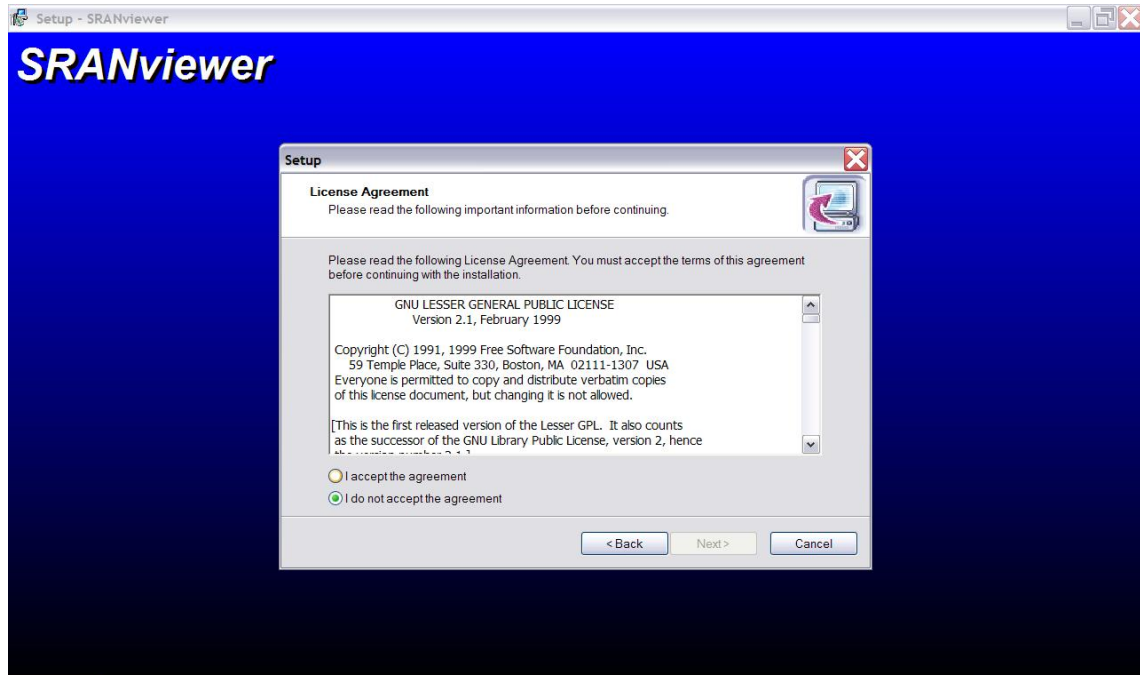 Setup - SRANviewer
SRANviewer
Setup
License Agreement
Please read the following important information before continuing.
Please read the following License Agreement. You must accept the terms of this agreement
before continuing with the installation.
GNU LESSER GENERAL PUBLIC LICENSE
Version 2.1, February 1999
Copyright (C) 1991, 1999 Free Software Foundation, Inc.
59 Temple Place, Suite 330, Boston, MA 02111-1307 USA
Everyone is permitted to copy and distribute verbatim copies
of this license document, but changing it is not allowed.
[This is the first released version of the Lesser GPL. It also counts
as the successor of the GNU Library Public License, version 2, hence
the version number 2.1.]
I accept the agreement
I do not accept the agreement
< Back
Next >
Cancel